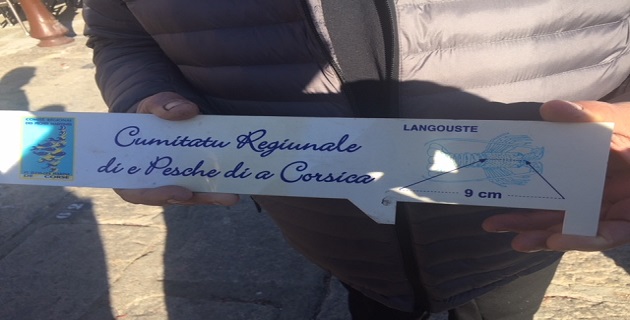 Cumitatu Regiunale
di e Pesche di a Corsica
LANGOUSTE
9 cm